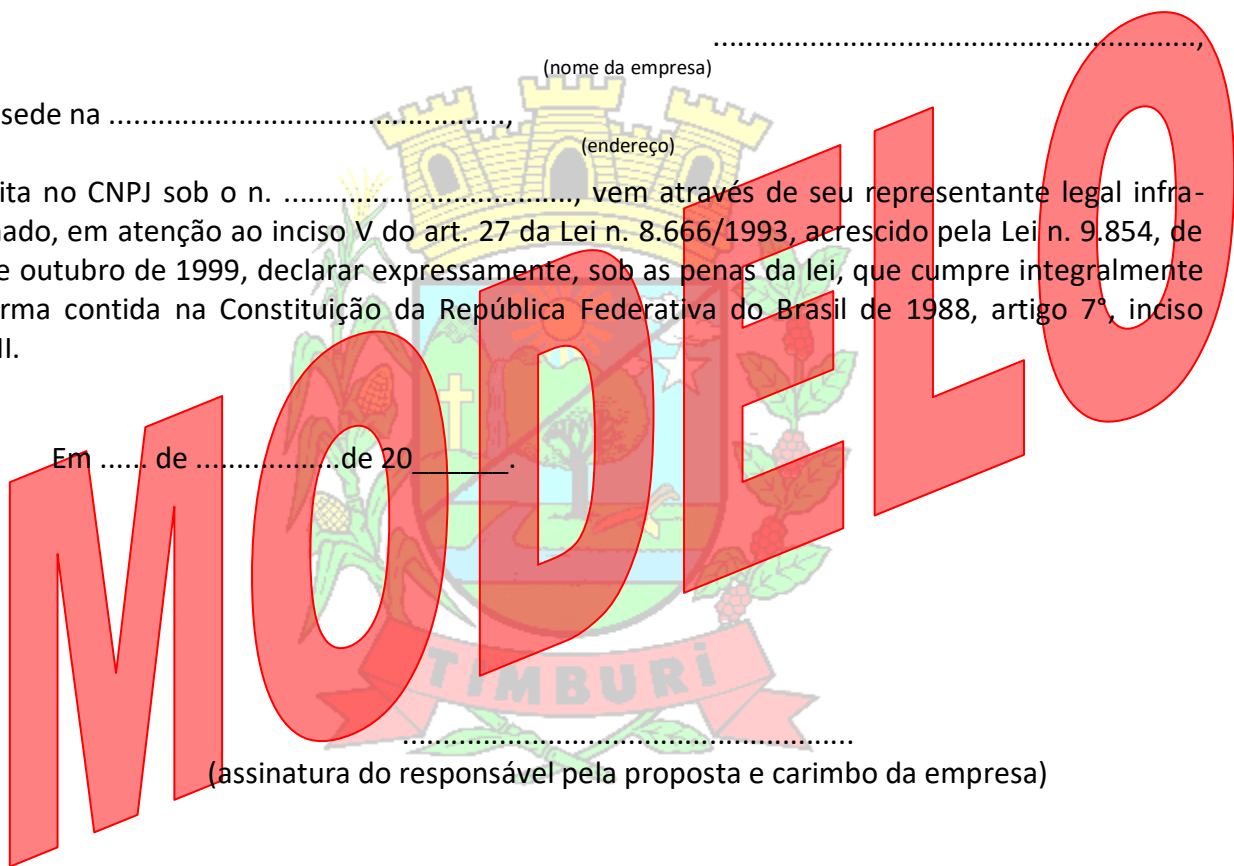 ......................................................,
(nome da empresa)
sede na ...............................................,
(endereço)
ita no CNPJ sob o n. .................................., vem através de seu representante legal infra-
nado, em atenção ao inciso V do art. 27 da Lei n. 8.666/1993, acrescido pela Lei n. 9.854, de
e outubro de 1999, declarar expressamente, sob as penas da lei, que cumpre integralmente
rma contida na Constituição da República Federativa do Brasil de 1988, artigo 7°, inciso
II.
Em ...... de ..................de 20_______.
MODELO
TIMBURI
......................................................
(assinatura do responsável pela proposta e carimbo da empresa)